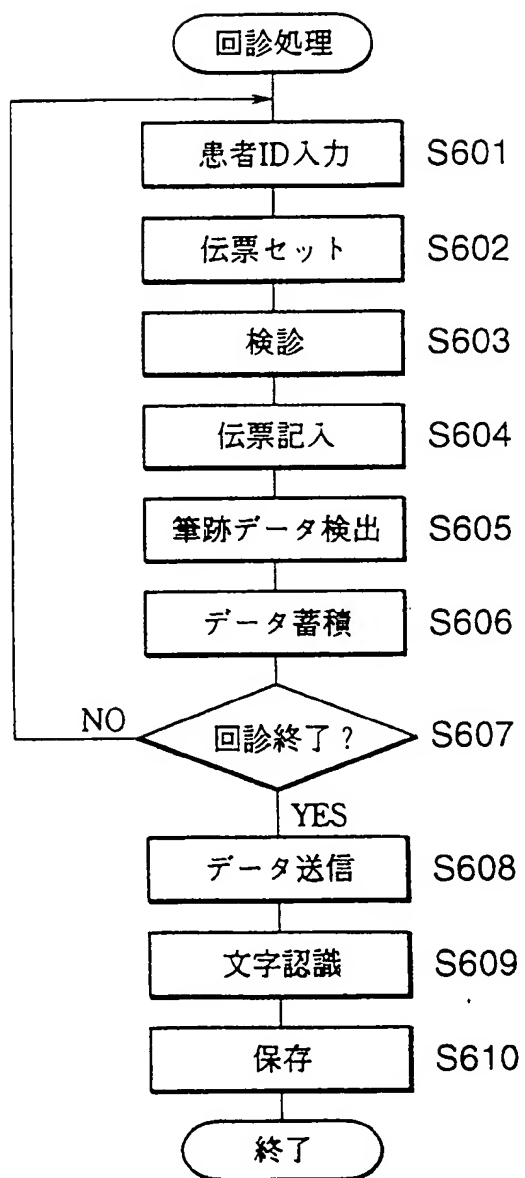 回診処理
患者ID入力 S601
伝票セット S602
検診 S603
伝票記入 S604
筆跡データ検出 S605
データ蓄積 S606
NO 回診終了? S607
YES
データ送信 S608
文字認識 S609
保存 S610
終了